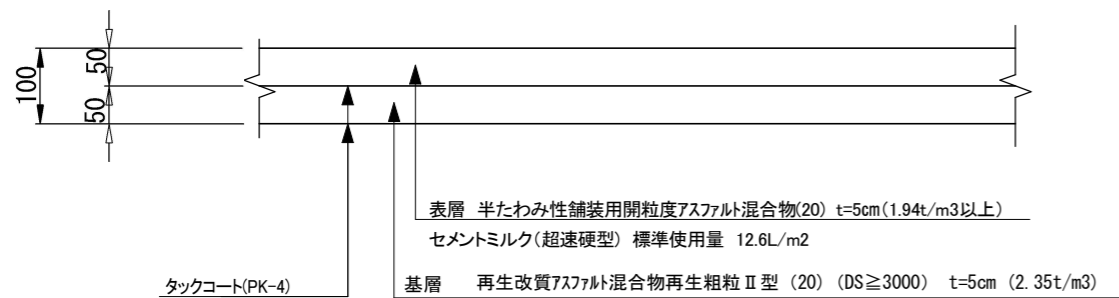 100
50
50
表層 半たわみ性舗装用開粒度アスファルト混合物(20) t=5cm(1.94t/m3以上)
セメントミルク(超速硬型) 標準使用量 12.6L/m2
タックコート(PK-4)
基層 再生改質アスファルト混合物再生粗粒Ⅱ型 (20) (DS≧3000) t=5cm (2.35t/m3)